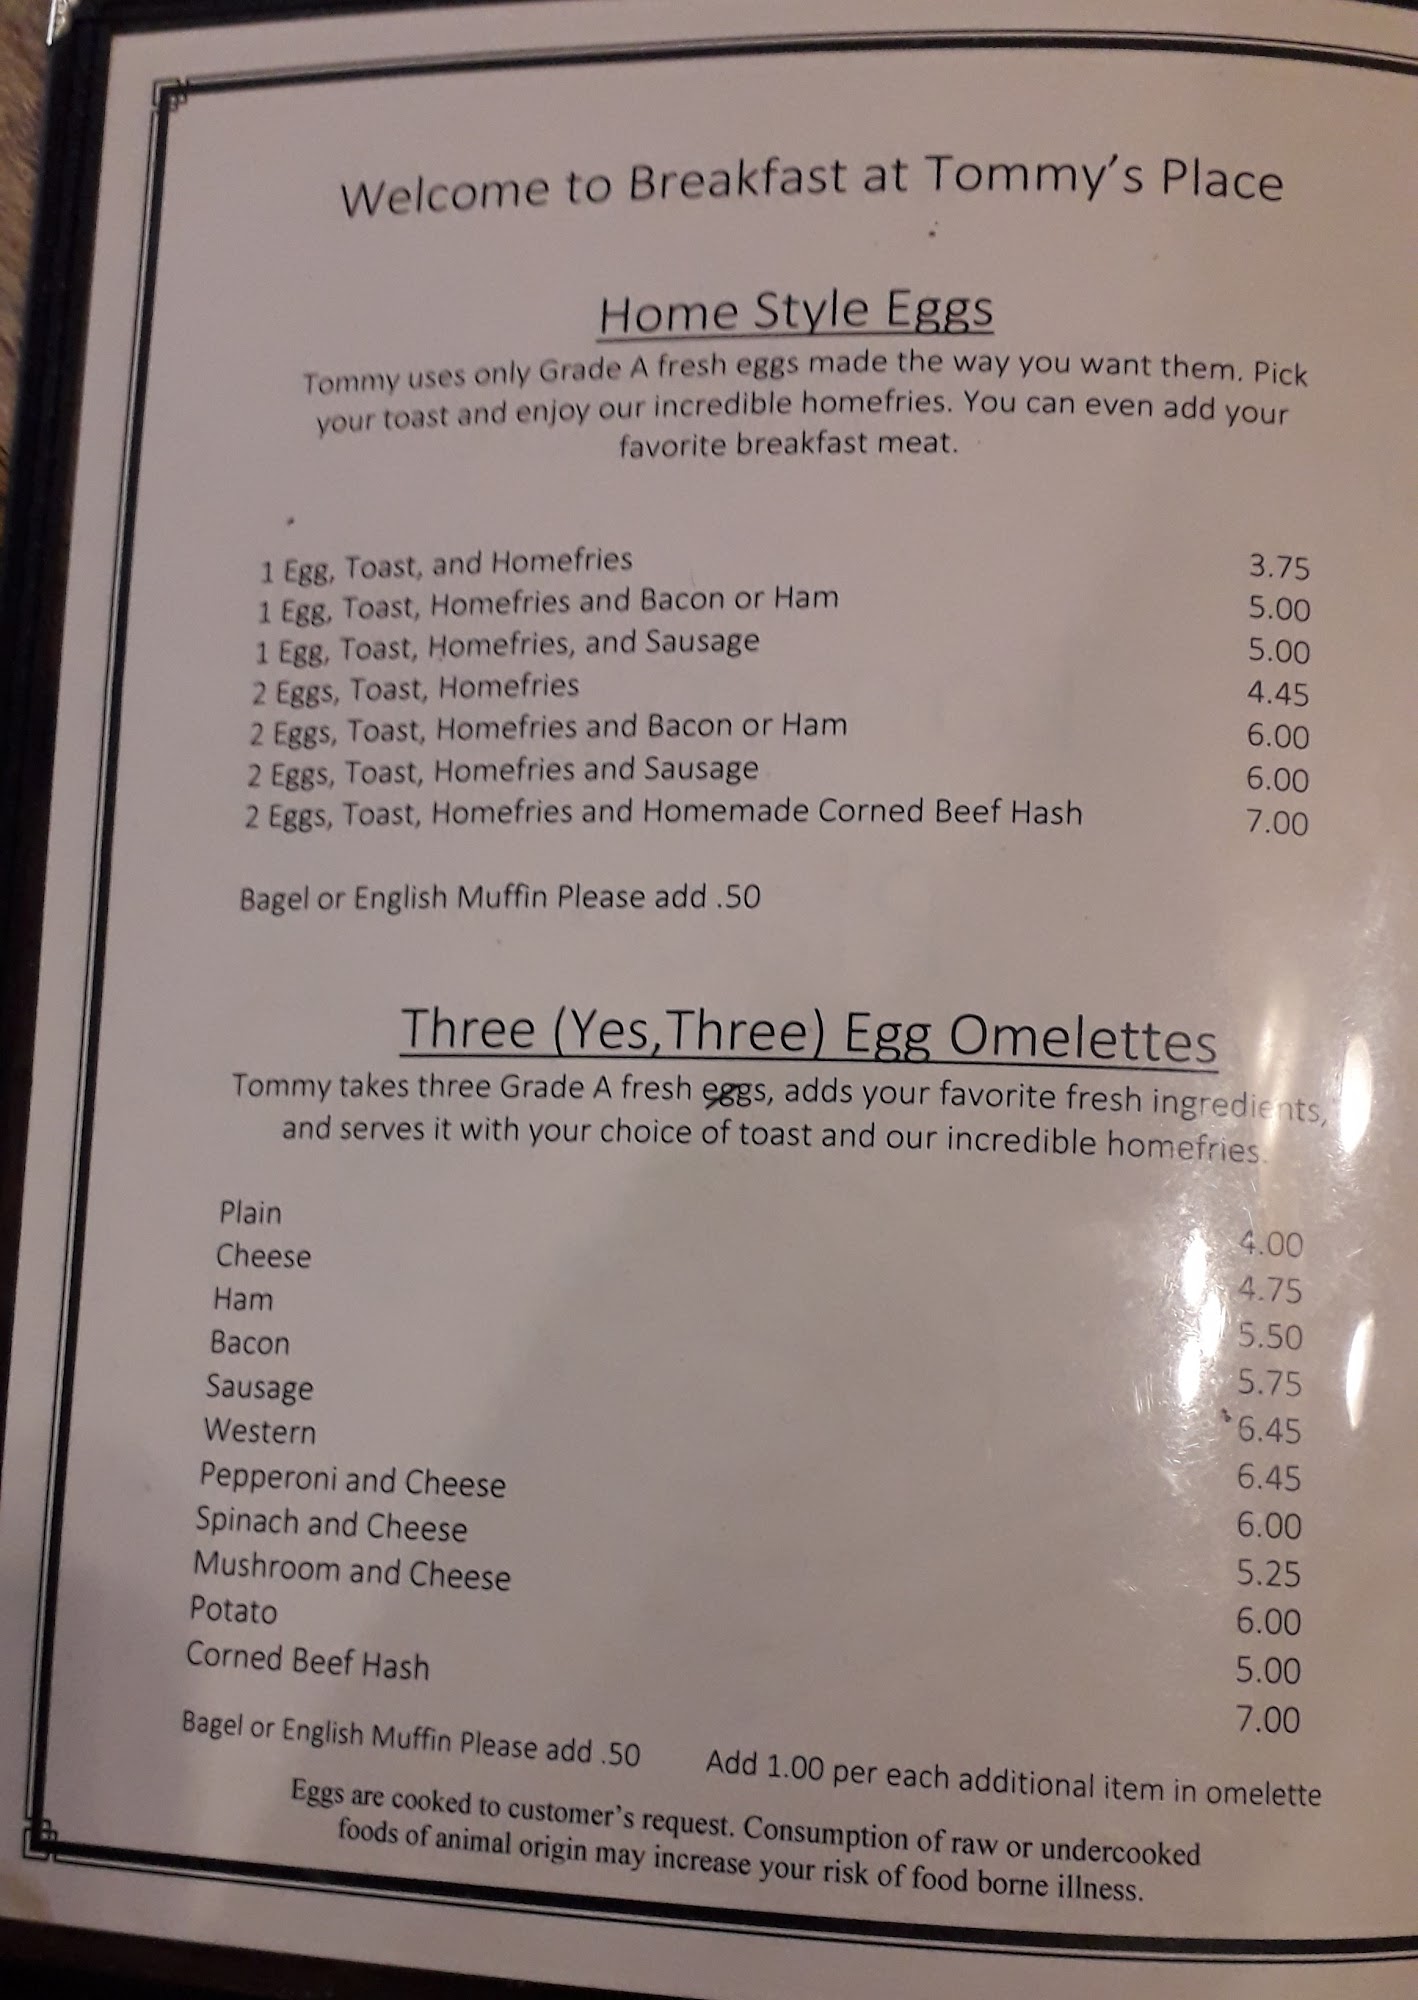 Welcome to Breakfast at Tommy's Place
Home Style Eggs
Tommy uses only Grade A fresh eggs made the way you want them. Pick
your toast and enjoy our incredible homefries. You can even add your
favorite breakfast meat.
1 Egg, Toast, and Homefries 3.75
1 Egg, Toast, Homefries and Bacon or Ham 5.00
1 Egg, Toast, Homefries, and Sausage 5.00
2 Eggs, Toast, Homefries 4.45
2 Eggs, Toast, Homefries and Bacon or Ham 6.00
2 Eggs, Toast, Homefries and Sausage 6.00
2 Eggs, Toast, Homefries and Homemade Corned Beef Hash 7.00
Bagel or English Muffin Please add .50
Three (Yes,Three) Egg Omelettes
Tommy takes three Grade A fresh eggs, adds your favorite fresh ingredients,
and serves it with your choice of toast and our incredible homefries.
Plain 4.00
Cheese 4.75
Ham 5.50
Bacon 5.75
Sausage 6.45
Western 6.45
Pepperoni and Cheese 6.00
Spinach and Cheese 5.25
Mushroom and Cheese 6.00
Potato 5.00
Corned Beef Hash 7.00
Bagel or English Muffin Please add .50 Add 1.00 per each additional item in omelette
Eggs are cooked to customer's request. Consumption of raw or undercooked
foods of animal origin may increase your risk of food borne illness.